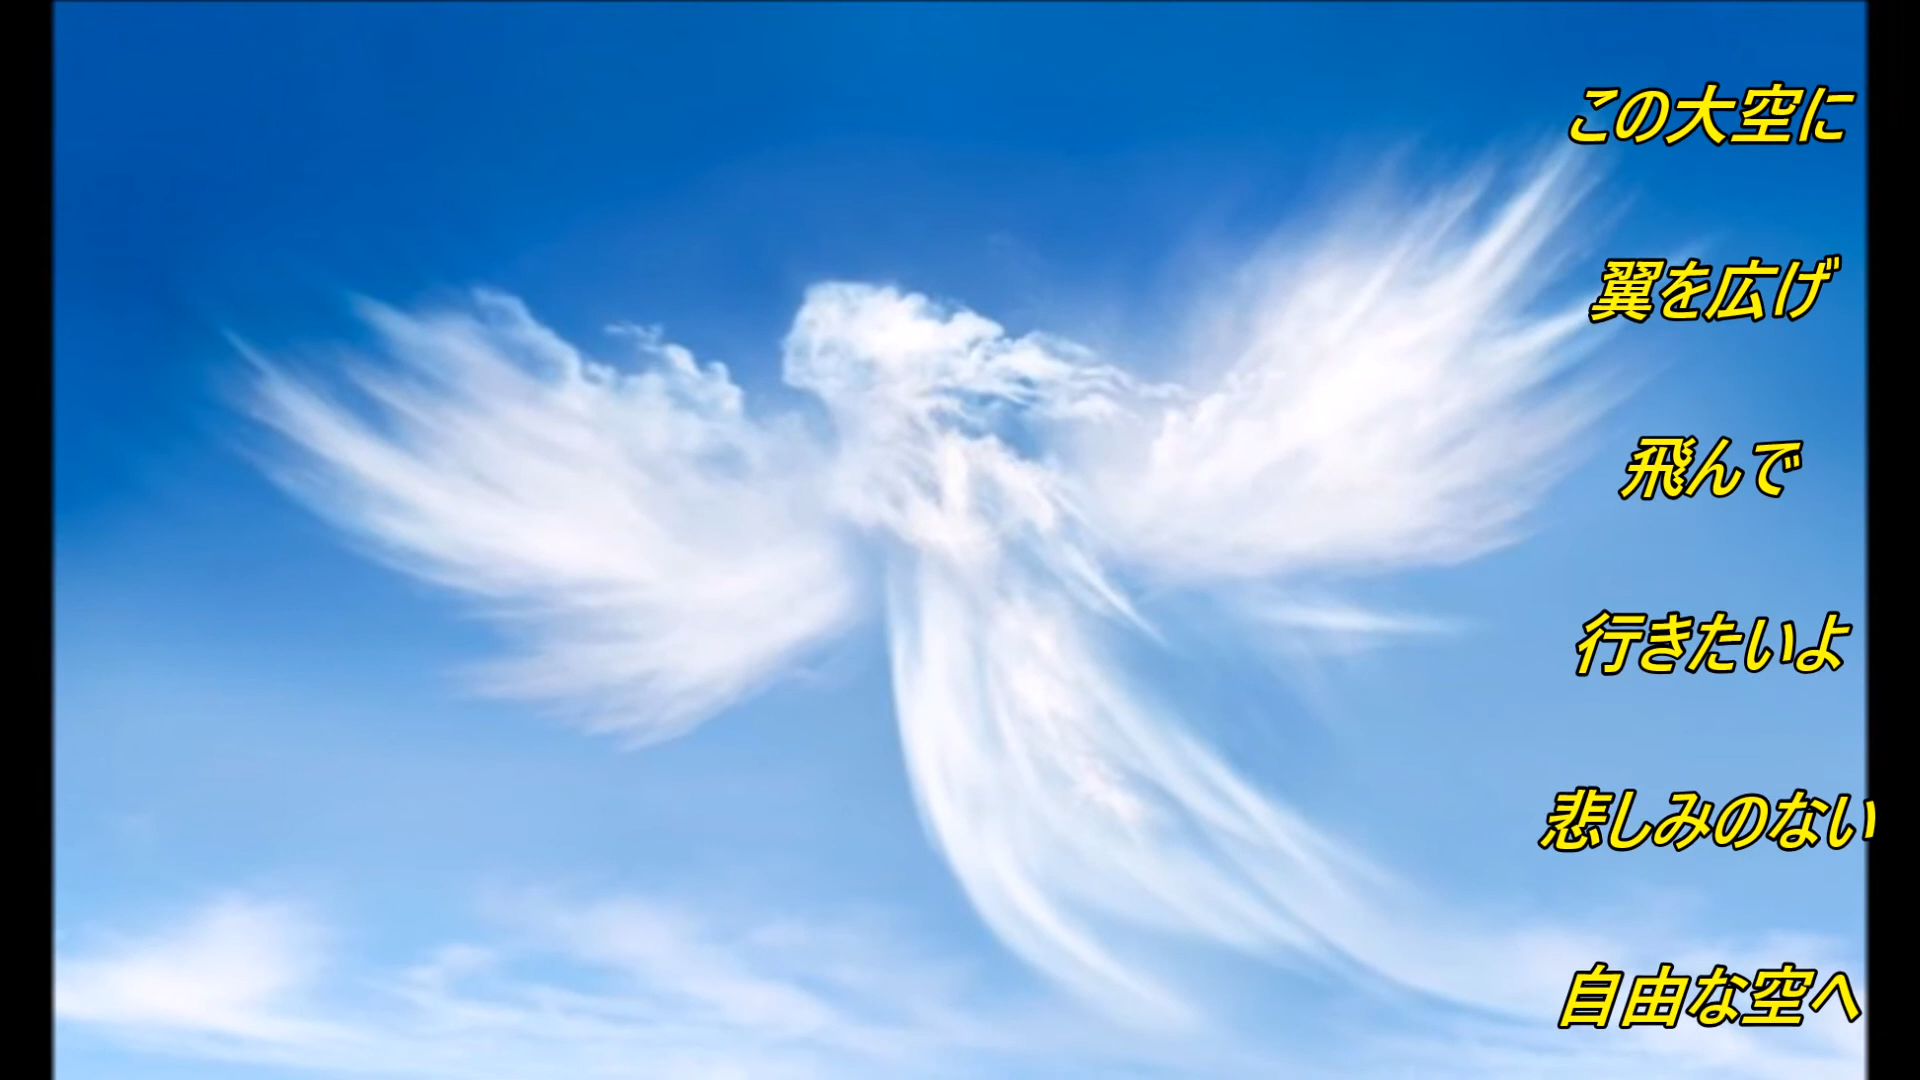 この大空に
翼を広げ
飛んで
行きたいよ
悲しみのない
自由な空へ